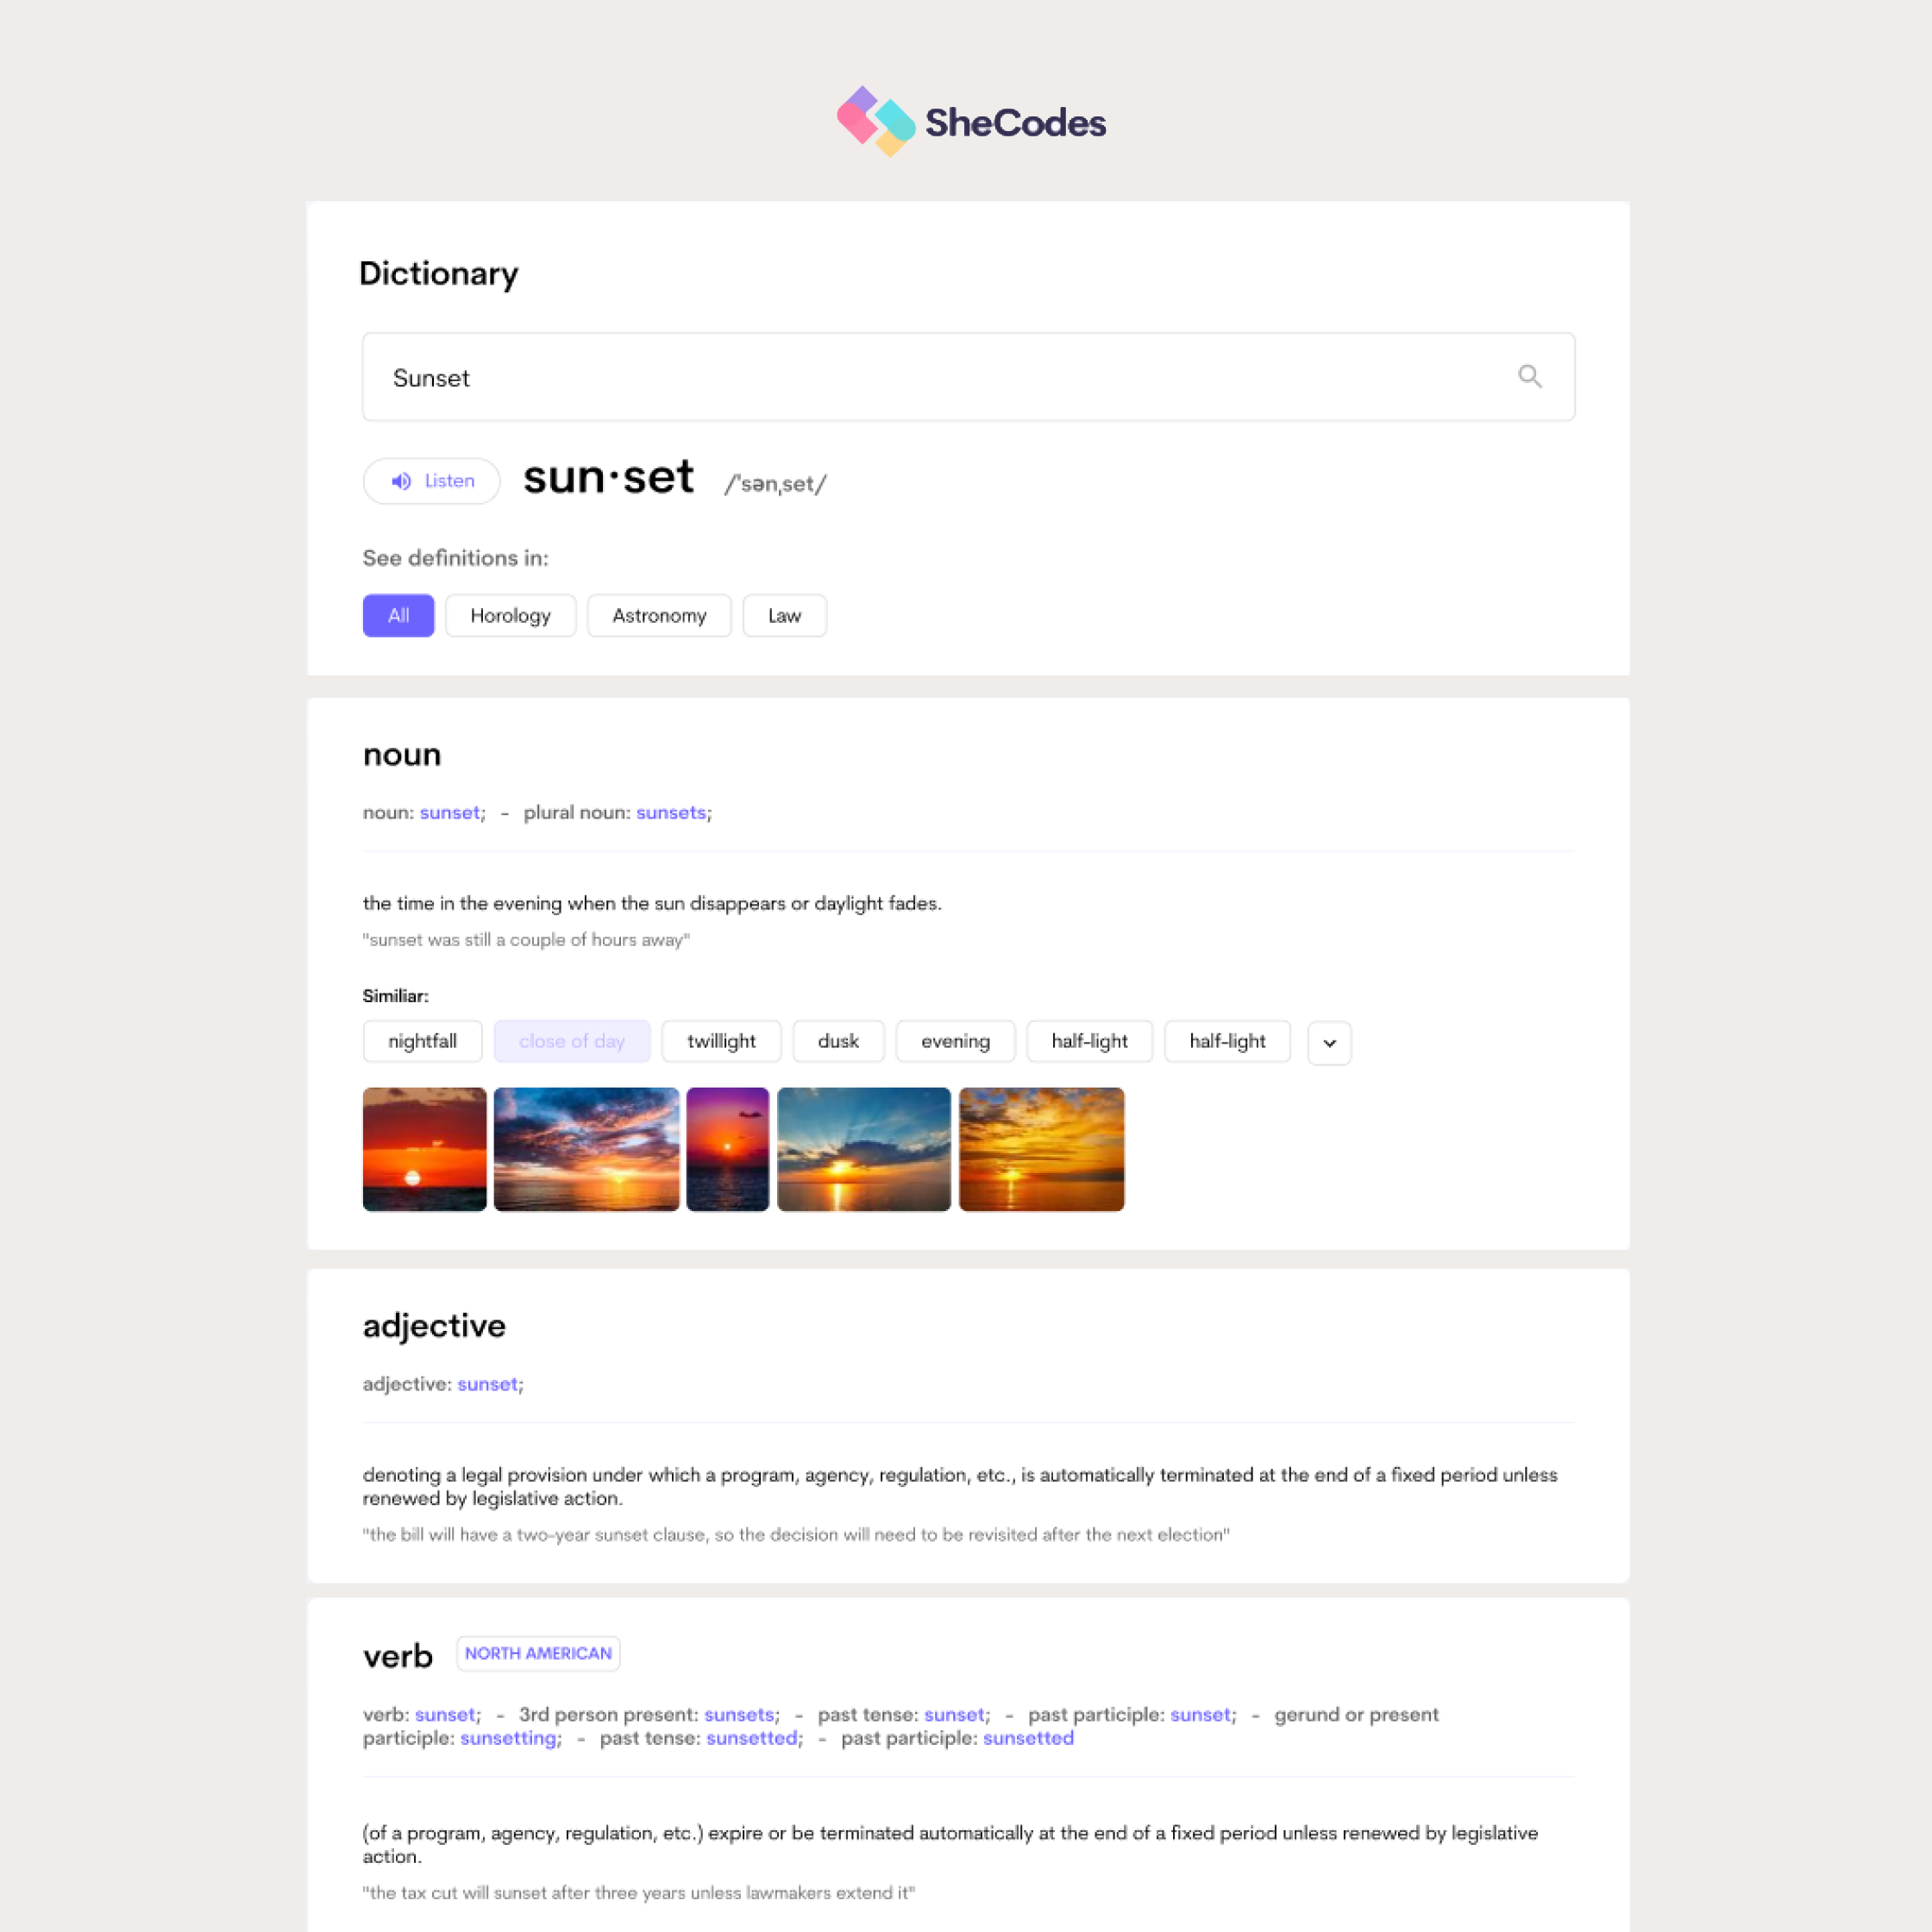 SheCodes
Dictionary
Sunset
Listen sun·set /ˈsənˌset/
See definitions in:
All Horology Astronomy Law
noun
noun: sunset; - plural noun: sunsets;
the time in the evening when the sun disappears or daylight fades.
"sunset was still a couple of hours away"
Similiar:
nightfall close of day twillight dusk evening half-light half-light
adjective
adjective: sunset;
denoting a legal provision under which a program, agency, regulation, etc., is automatically terminated at the end of a fixed period unless
renewed by legislative action.
"the bill will have a two-year sunset clause, so the decision will need to be revisited after the next election"
verb NORTH AMERICAN
verb: sunset; - 3rd person present: sunsets; - past tense: sunset; - past participle: sunset; - gerund or present
participle: sunsetting; - past tense: sunsetted; - past participle: sunsetted
(of a program, agency, regulation, etc.) expire or be terminated automatically at the end of a fixed period unless renewed by legislative
action.
"the tax cut will sunset after three years unless lawmakers extend it"